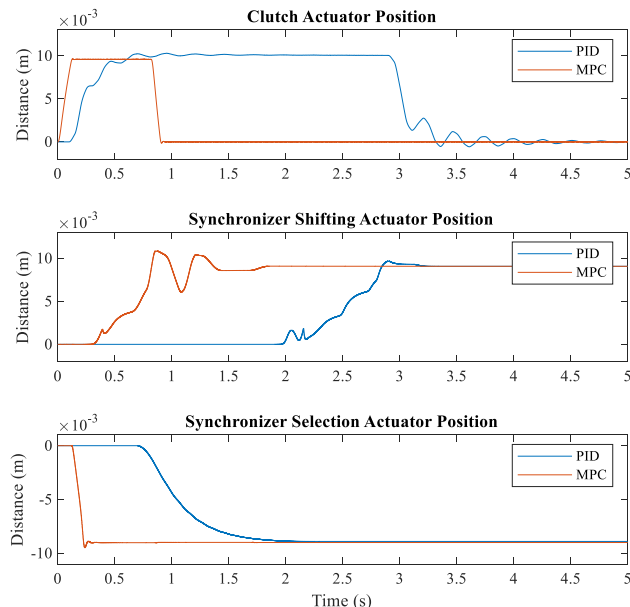 Clutch Actuator Position
×10⁻³
10
5
0
Distance (m)
PID
MPC
0 0.5 1 1.5 2 2.5 3 3.5 4 4.5 5
Synchronizer Shifting Actuator Position
×10⁻³
10
5
0
Distance (m)
PID
MPC
0 0.5 1 1.5 2 2.5 3 3.5 4 4.5 5
Synchronizer Selection Actuator Position
×10⁻³
0
-5
-10
Distance (m)
PID
MPC
0 0.5 1 1.5 2 2.5 3 3.5 4 4.5 5
Time (s)